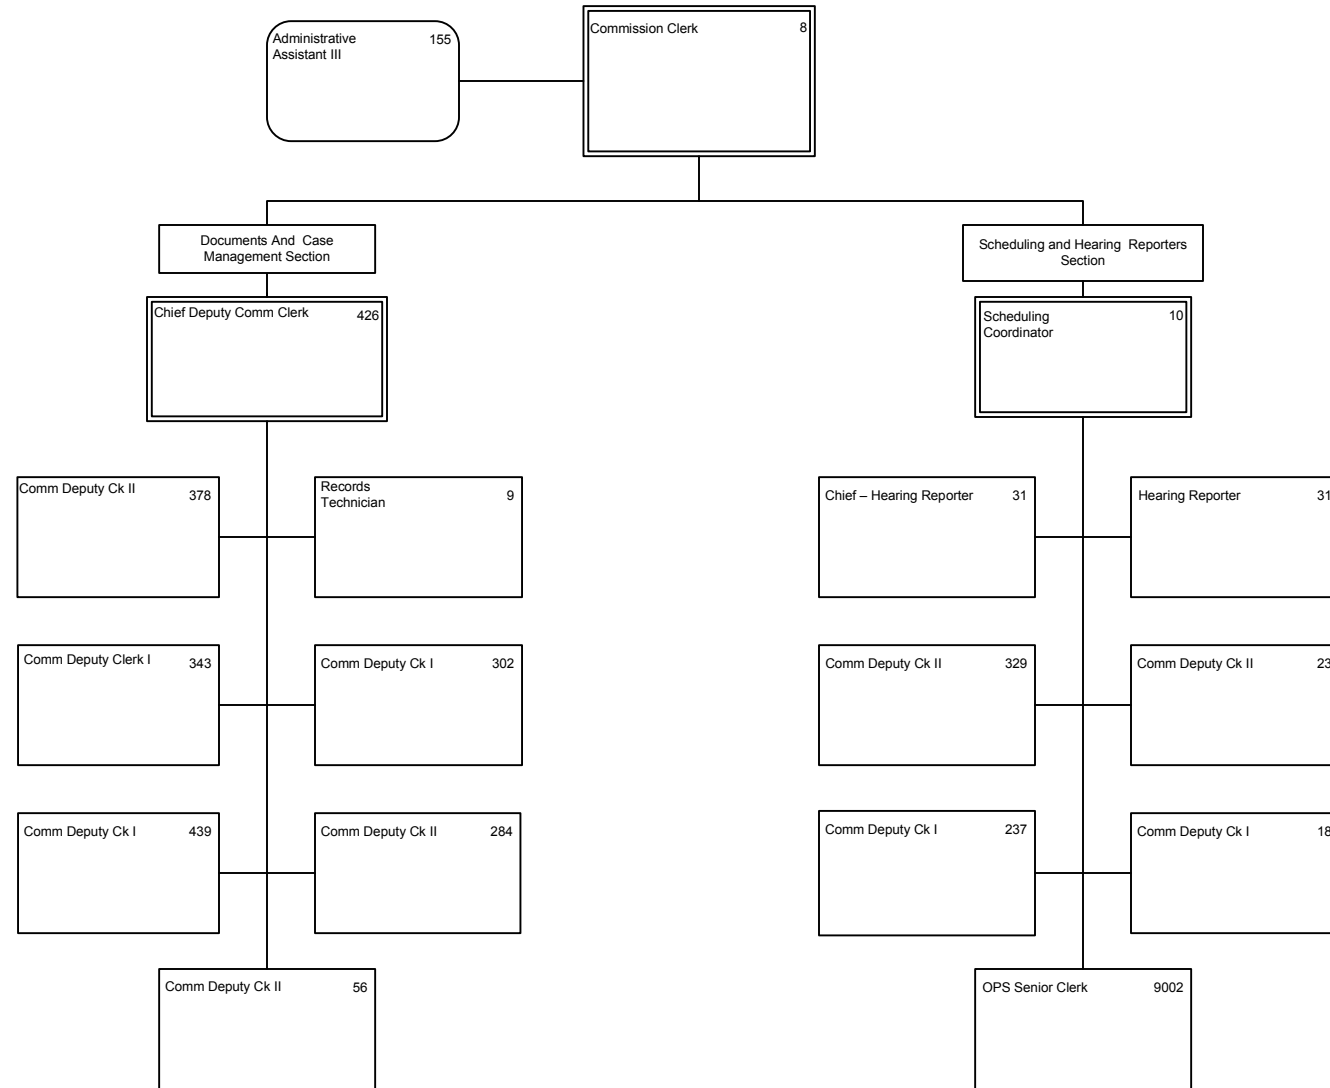 Administrative 155
Assistant III
Commission Clerk 8
Documents And Case
Management Section
Scheduling and Hearing Reporters
Section
Chief Deputy Comm Clerk 426
Scheduling 10
Coordinator
Comm Deputy Ck II 378
Records 9
Technician
Chief – Hearing Reporter 31
Hearing Reporter 31
Comm Deputy Clerk I 343
Comm Deputy Ck I 302
Comm Deputy Ck II 329
Comm Deputy Ck II 23
Comm Deputy Ck I 439
Comm Deputy Ck II 284
Comm Deputy Ck I 237
Comm Deputy Ck I 18
Comm Deputy Ck II 56
OPS Senior Clerk 9002